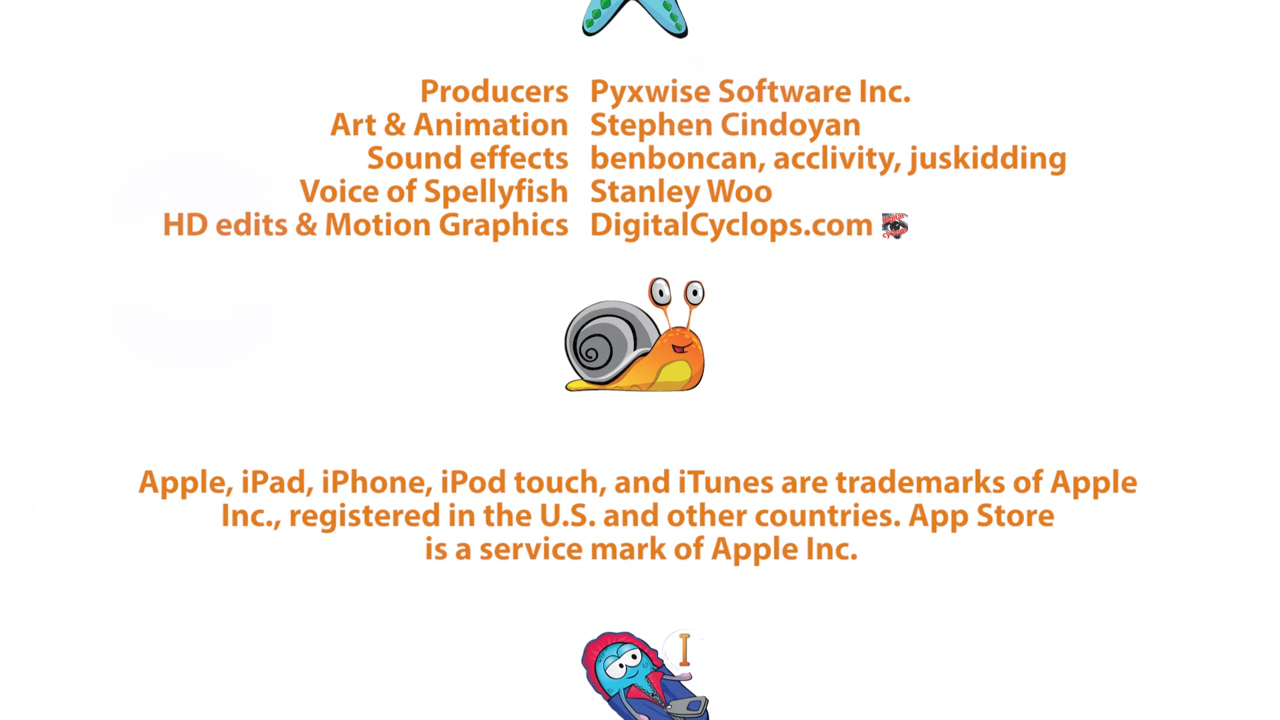 Producers Pyxwise Software Inc.
Art & Animation Stephen Cindoyan
Sound effects benboncan, acclivity, juskidding
Voice of Spellyfish Stanley Woo
HD edits & Motion Graphics DigitalCyclops.com
Apple, iPad, iPhone, iPod touch, and iTunes are trademarks of Apple
Inc., registered in the U.S. and other countries. App Store
is a service mark of Apple Inc.
I